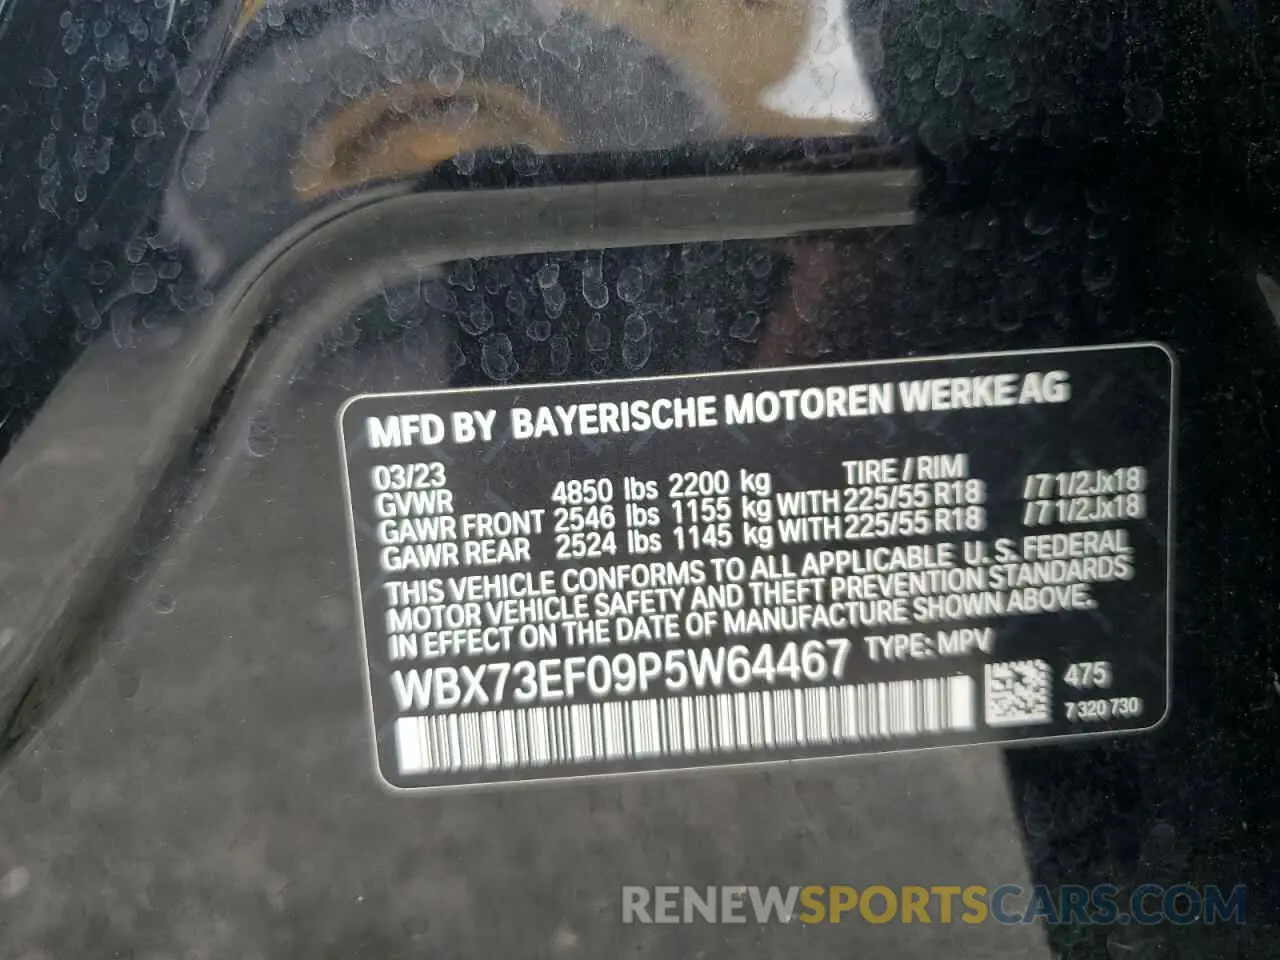 MFD BY BAYERISCHE MOTOREN WERKE AG
03/23 TIRE / RIM
GVWR 4850 lbs 2200 kg
GAWR FRONT 2546 lbs 1155 kg WITH 225/55 R18 /7 1/2Jx18
GAWR REAR 2524 lbs 1145 kg WITH 225/55 R18 /7 1/2Jx18
THIS VEHICLE CONFORMS TO ALL APPLICABLE U. S. FEDERAL
MOTOR VEHICLE SAFETY AND THEFT PREVENTION STANDARDS
IN EFFECT ON THE DATE OF MANUFACTURE SHOWN ABOVE.
WBX73EF09P5W64467 TYPE: MPV
475
7 320 730
RENEWSPORTSCARS.COM